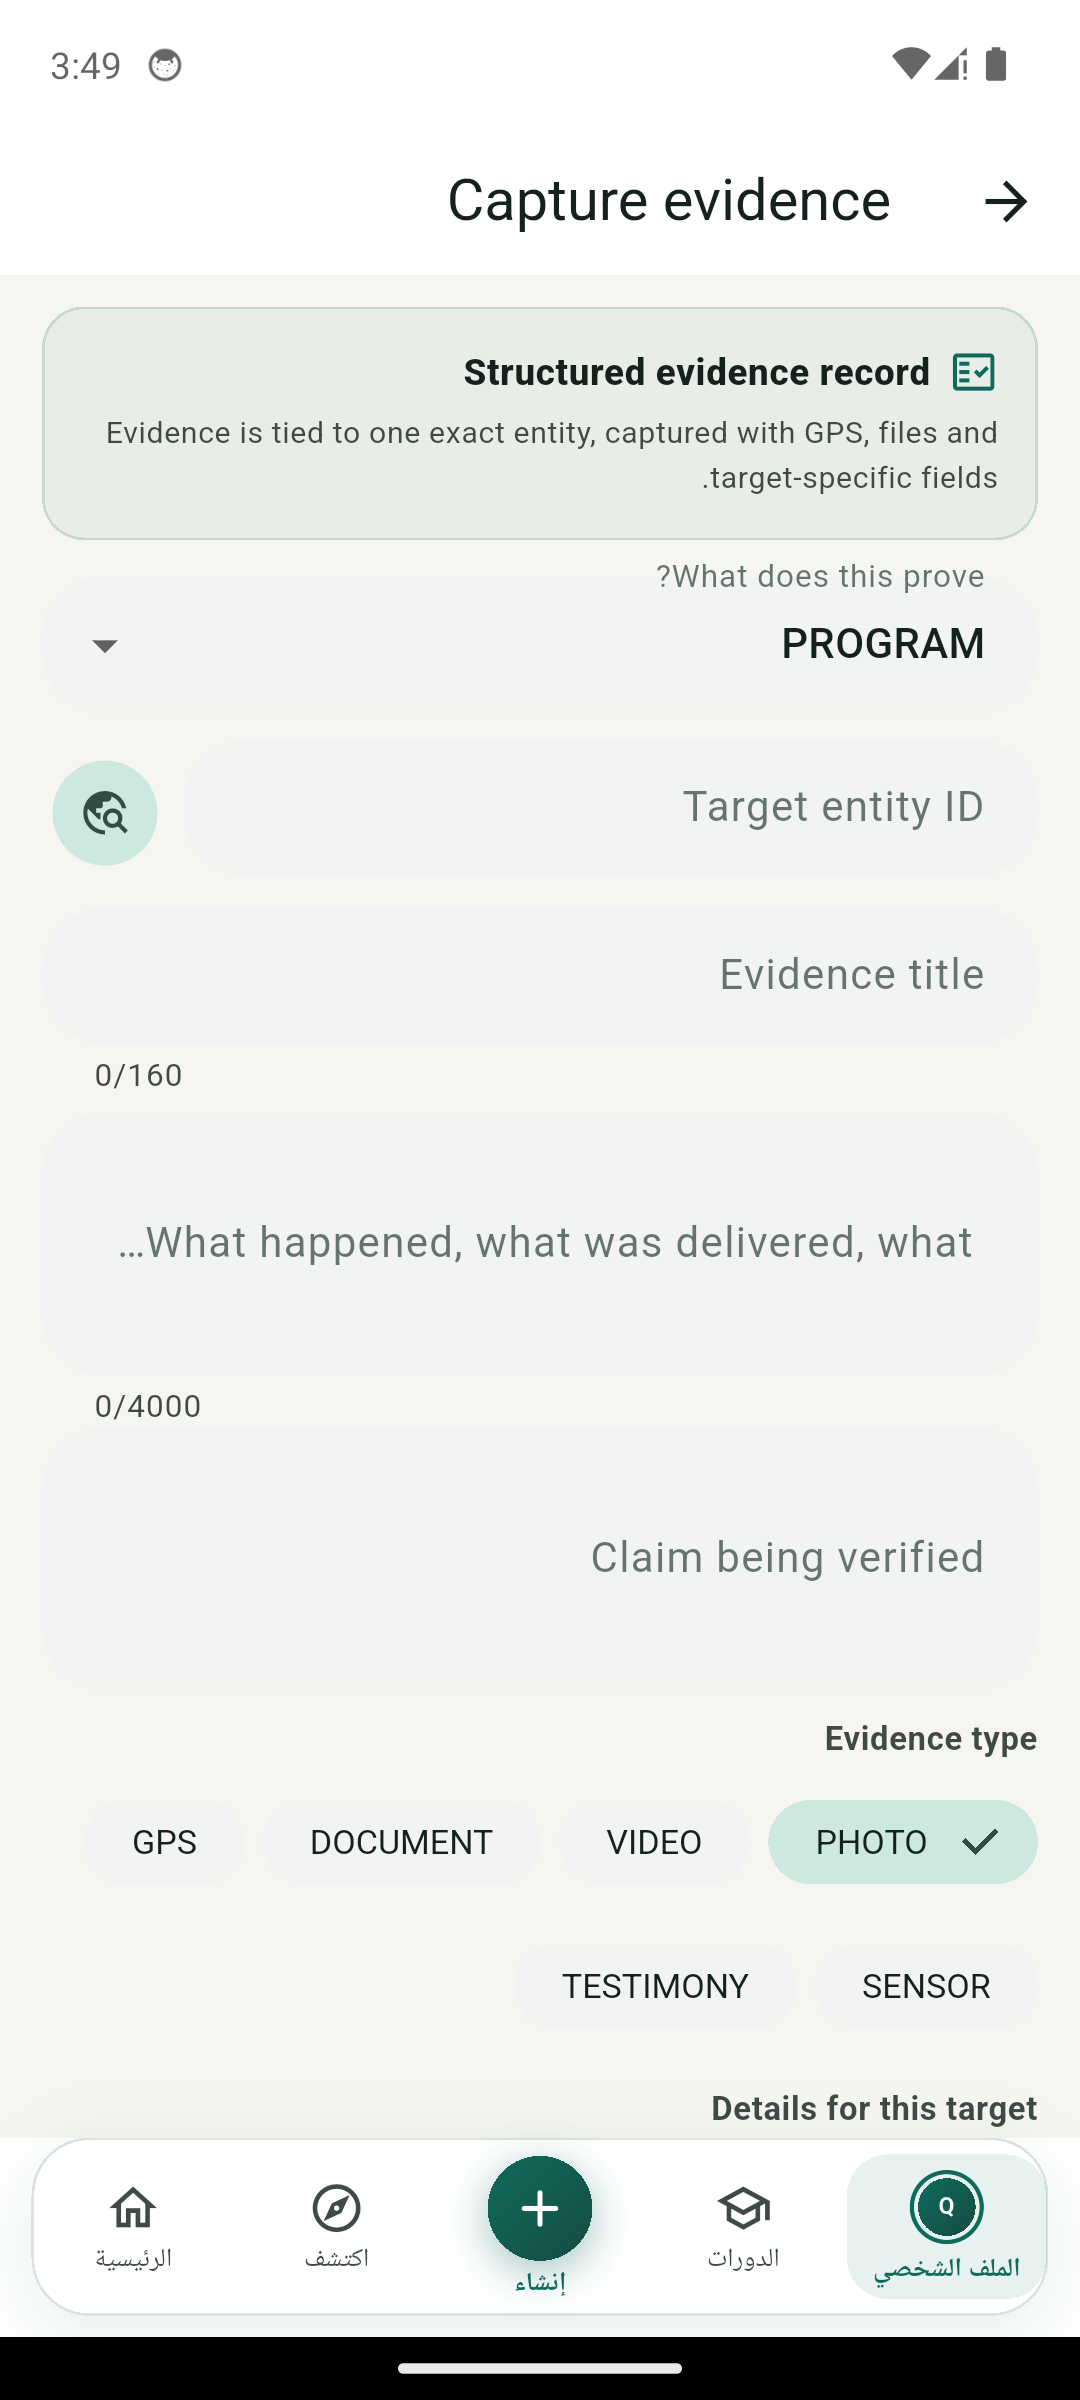 3:49
Capture evidence
Structured evidence record
Evidence is tied to one exact entity, captured with GPS, files and
target-specific fields.
What does this prove?
PROGRAM
Target entity ID
Evidence title
0/160
What happened, what was delivered, what…
0/4000
Claim being verified
Evidence type
PHOTO
VIDEO
DOCUMENT
GPS
SENSOR
TESTIMONY
Details for this target
الرئيسية
اكتشف
إنشاء
الدورات
Q
الملف الشخصي